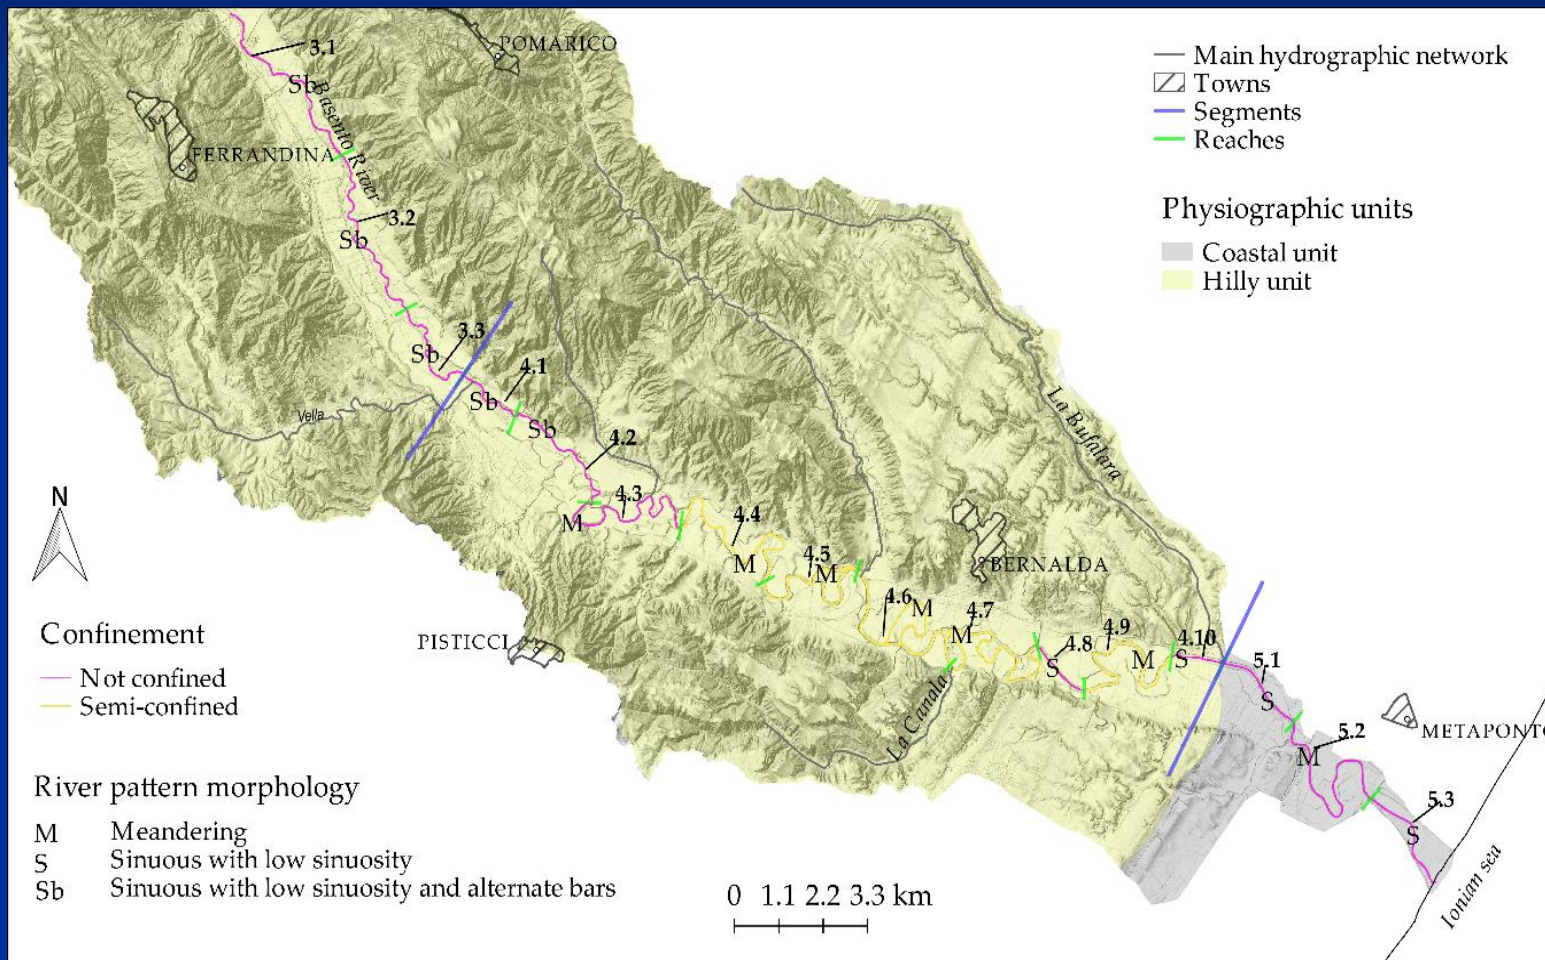 3.1
Sb
Basento River
POMARICO
FERRANDINA
3.2
Sb
3.3
Sb
4.1
Sb
Sb
4.2
Vella
4.3
M
4.4
M
4.5
M
4.6
M
4.7
M
4.8
S
4.9
M
4.10
S
5.1
S
5.2
M
5.3
S
La Bufalara
BERNALDA
PISTICCI
La Canala
METAPONTO
Ionian sea
Main hydrographic network
Towns
Segments
Reaches
Physiographic units
Coastal unit
Hilly unit
N
Confinement
Not confined
Semi-confined
River pattern morphology
M Meandering
S Sinuous with low sinuosity
Sb Sinuous with low sinuosity and alternate bars
0 1.1 2.2 3.3 km